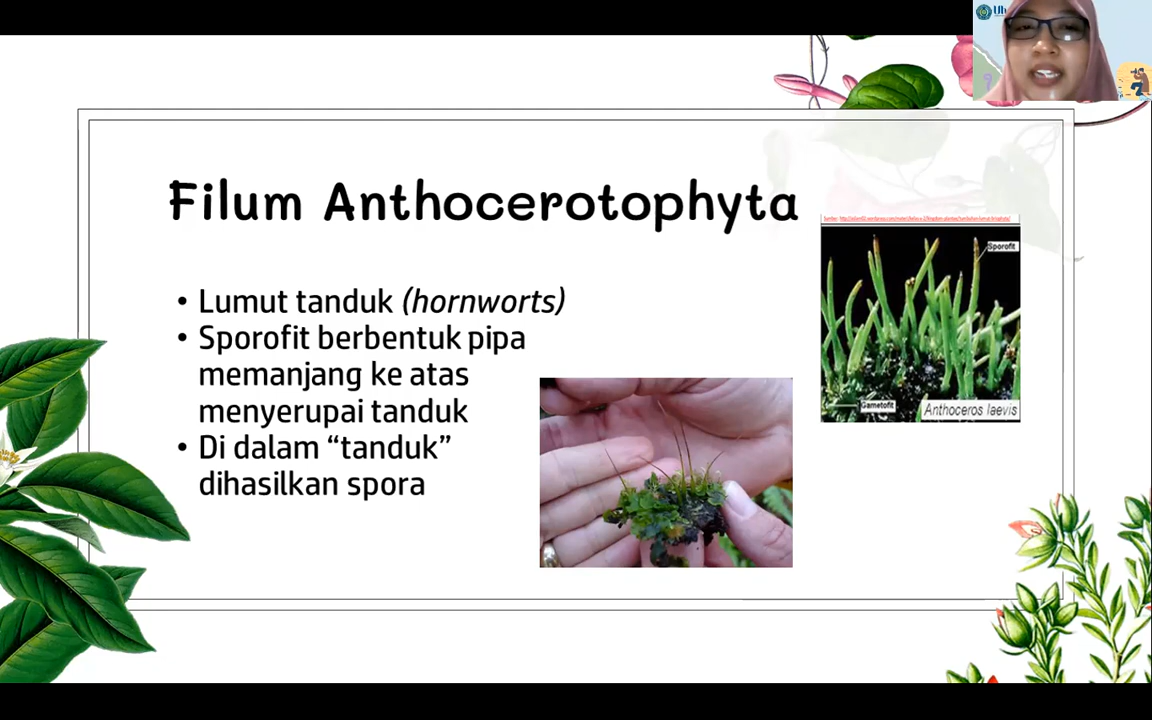 Filum Anthocerotophyta
• Lumut tanduk (hornworts)
• Sporofit berbentuk pipa
memanjang ke atas
menyerupai tanduk
• Di dalam “tanduk”
dihasilkan spora
Sporofit
Gametofit
Anthoceros laevis